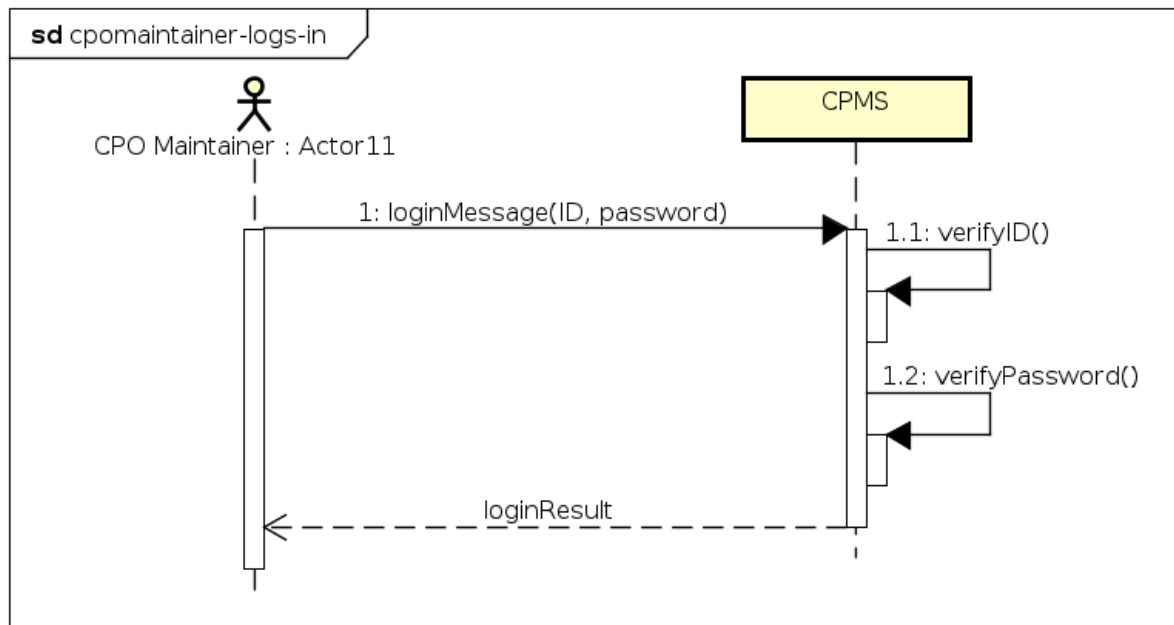 sd cpomaintainer-logs-in
CPMS
CPO Maintainer : Actor11
1: loginMessage(ID, password)
1.1: verifyID()
1.2: verifyPassword()
loginResult